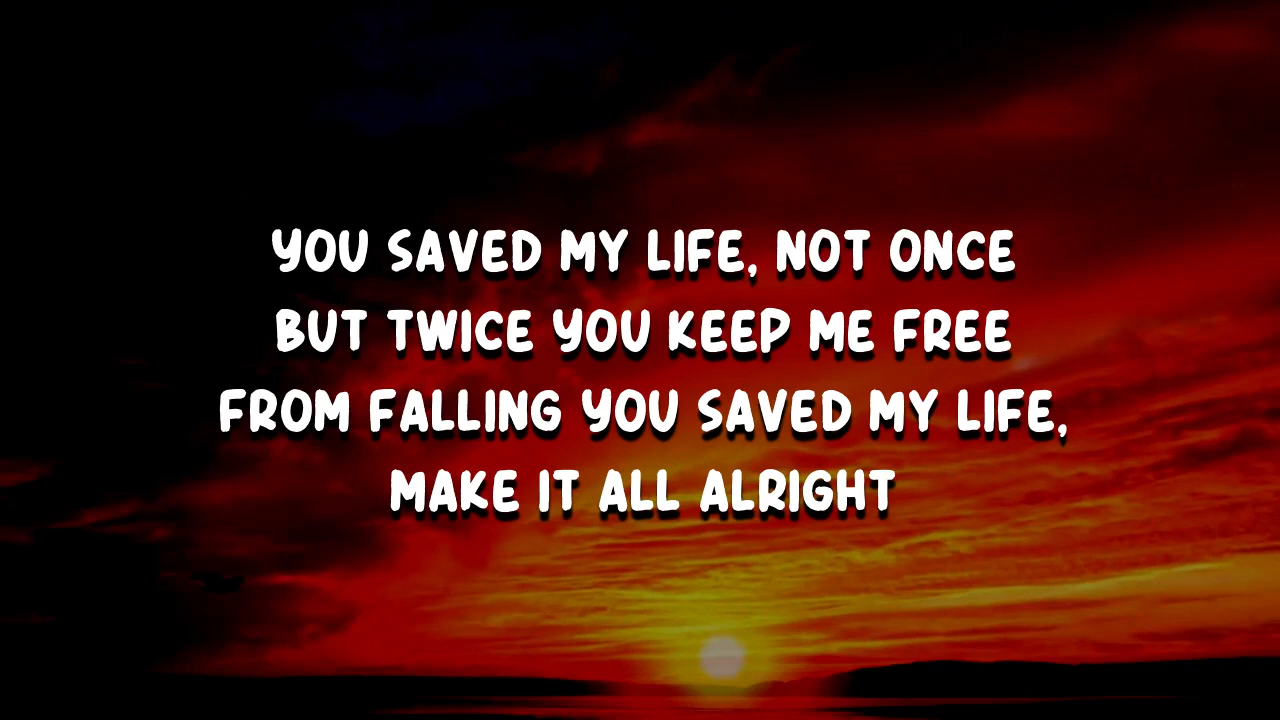 YOU SAVED MY LIFE, NOT ONCE
BUT TWICE YOU KEEP ME FREE
FROM FALLING YOU SAVED MY LIFE,
MAKE IT ALL ALRIGHT